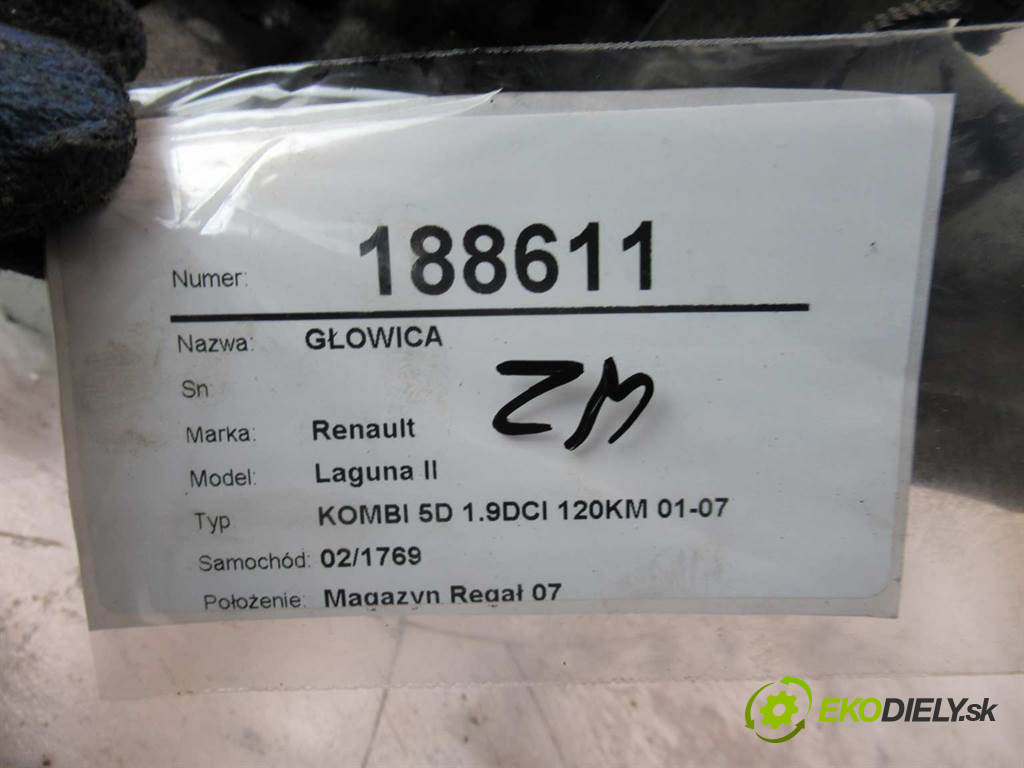 Numer: 188611
Nazwa: GŁOWICA
Sn
ZM
Marka: Renault
Model: Laguna II
Typ KOMBI 5D 1.9DCI 120KM 01-07
Samochód: 02/1769
Położenie: Magazyn Regał 07
EKODIELY.sk